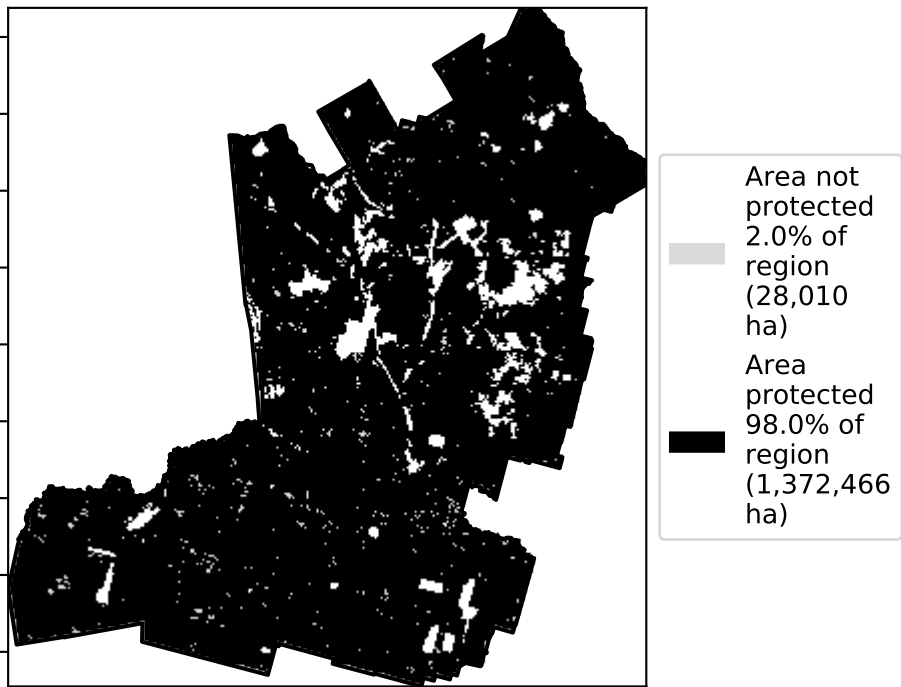 Area not
protected
2.0% of
region
(28,010
ha)
Area
protected
98.0% of
region
(1,372,466
ha)